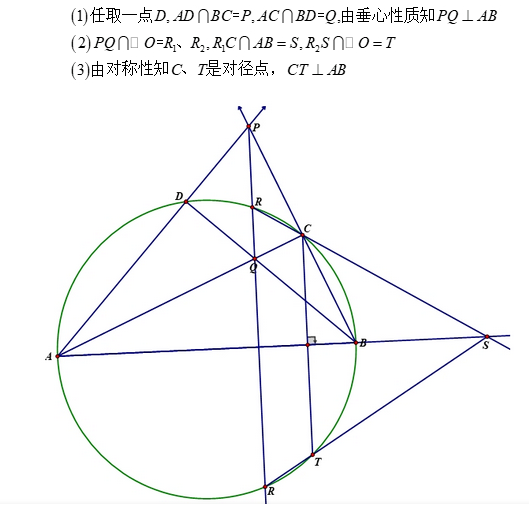 (1)任取一点D, AD∩BC=P, AC∩BD=Q,由垂心性质知PQ⊥AB
(2) PQ∩□ O=R₁、R₂, R₁C∩AB=S, R₂S∩□ O=T
(3)由对称性知C、T是对径点，CT⊥AB
P
D
R
C
Q
A
B
S
T
R